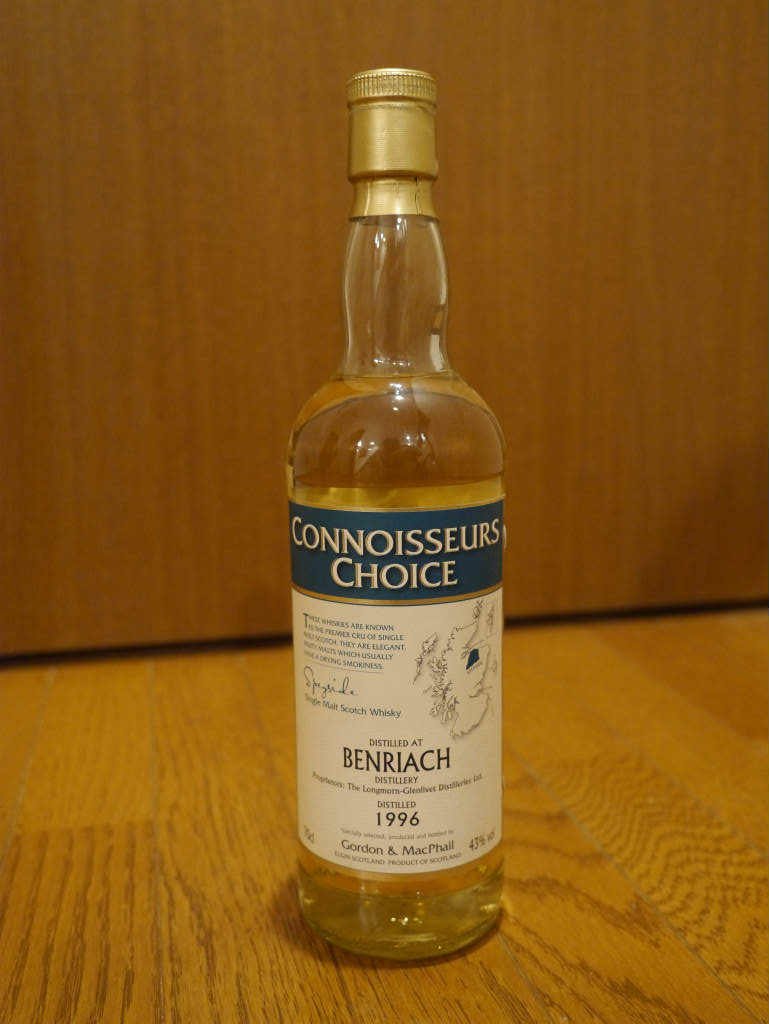 CONNOISSEURS
CHOICE
THESE WHISKIES ARE KNOWN
AS THE PREMIER CRU OF SINGLE
MALT SCOTCH. THEY ARE ELEGANT,
FRUITY MALTS WHICH USUALLY
HAVE A DRYING SMOKINESS.
Speyside
Single Malt Scotch Whisky
DISTILLED AT
BENRIACH
DISTILLERY
Proprietors: The Longmorn-Glenlivet Distilleries Ltd.
DISTILLED
1996
Specially selected, produced and bottled by
70cl Gordon & MacPhail 43% vol
ELGIN SCOTLAND PRODUCT OF SCOTLAND